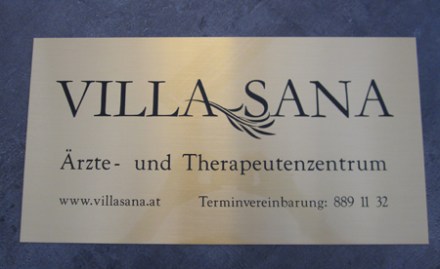 VILLA SANA
Ärzte- und Therapeutenzentrum
www.villasana.at Terminvereinbarung: 889 11 32